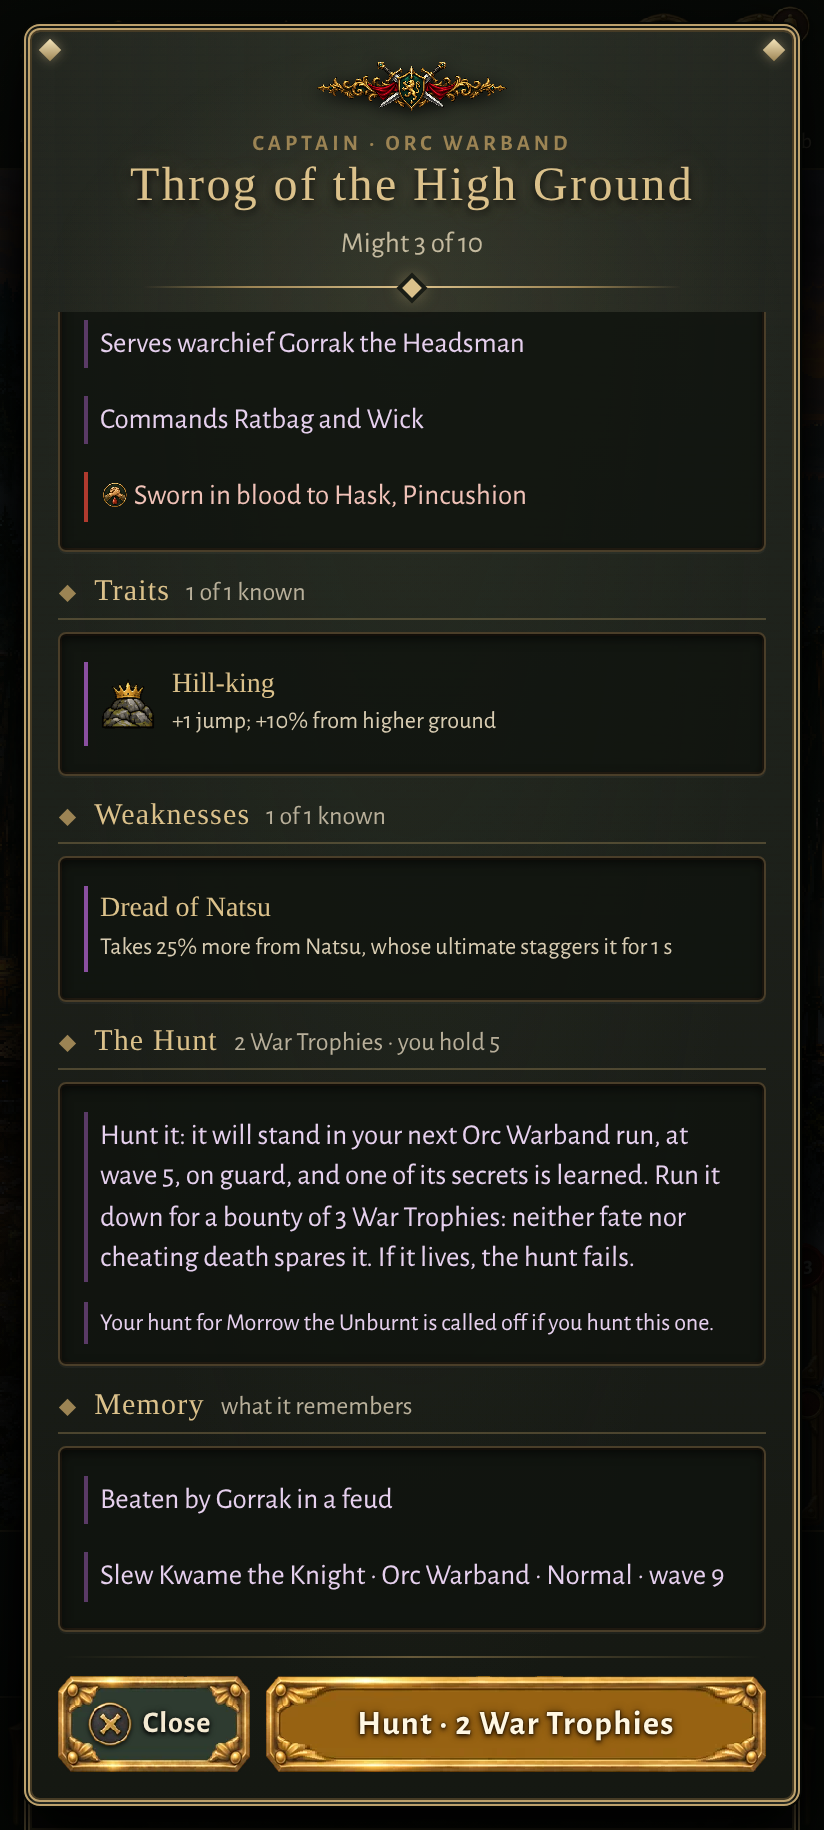 CAPTAIN · ORC WARBAND
Throg of the High Ground
Might 3 of 10
Serves warchief Gorrak the Headsman
Commands Ratbag and Wick
Sworn in blood to Hask, Pincushion
Traits 1 of 1 known
Hill-king
+1 jump; +10% from higher ground
Weaknesses 1 of 1 known
Dread of Natsu
Takes 25% more from Natsu, whose ultimate staggers it for 1 s
The Hunt 2 War Trophies · you hold 5
Hunt it: it will stand in your next Orc Warband run, at
wave 5, on guard, and one of its secrets is learned. Run it
down for a bounty of 3 War Trophies: neither fate nor
cheating death spares it. If it lives, the hunt fails.
Your hunt for Morrow the Unburnt is called off if you hunt this one.
Memory what it remembers
Beaten by Gorrak in a feud
Slew Kwame the Knight · Orc Warband · Normal · wave 9
Close
Hunt · 2 War Trophies